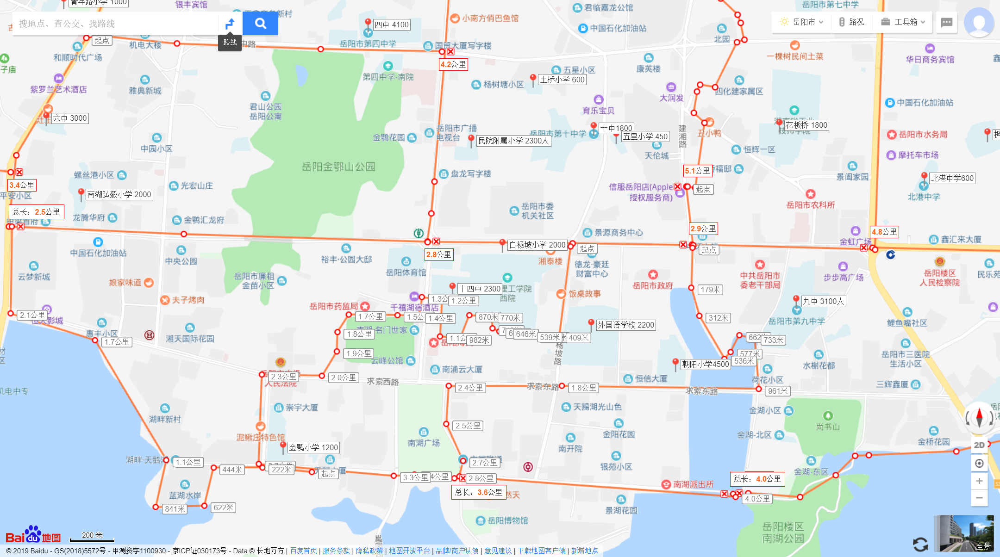 青年路小学 1000
银丰宾馆
君临嘉龙公馆
岳阳市第七中学
搜地点、查公交、找路线
路线
四中 4100
小南方俏巴鱼馆
中国石化加油站
北园
岳阳市
路况
工具箱
起点
机电大楼
中路
岳阳市第四中学
国贸大厦写字楼
和顺时代广场
4.2公里
康英楼
一棵树民间土菜
华日商务宾馆
子庙
第四中学-南院
五星小区
土桥小学 600
杨树塘小区
紫罗兰艺术酒店
雅典新城
大润发
四化建家属区
君山公园
岳阳公寓
育乐宝贝
中国石化加油站
六中 3000
岳阳市广播
电视台
金鹗花园
民院附属小学 2300人
岳阳市第十中学
十中1800
五里小学 450
建湘路
丑小鸭
花板桥 1800
技师学院
岳阳市水务局
中园小区
天伦城
恒辉一区
摩托车市场
岳阳金鄂山公园
螺丝港小区
盘龙写字楼
5.1公里
桥福邸
景阖家园
北港中学600
3.4公里
平安小区
光宏山庄
南湖弘毅小学 2000
信服岳阳店(Apple
授权服务商)
起点
岳阳市农科所
北港中学
总长：2.5公里
龙腾华府
金鹗汇龙府
岳阳市委
机关社区
景源商务中心
2.9公里
4.8公里
金虹广场
鑫汇来大厦
白杨坡小学 2000
起点
起点
中国石化加油站
中央公园
2.8公里
裕丰·公园大邸
岳阳体育馆
湘泰楼
德龙·豪廷
财富中心
云梦新城
娘家味道
岳阳市廉租
金苗小区
岳阳市政府
中共岳阳市
委老干部局
步步高广场
岳阳楼区
人民检察院
民乐苑
十四中 2300
理工学院
西院
饭桌故事
179米
夫子烤肉
岳阳市药监局
千禧湖宿酒店
1.2公里
九中 3100人
岳阳市第九中学
2.1公里
恒大影城
1.7公里
1.4公里
870米
770米
312米
鲤鱼嘴社区
惠丰小区
1.7公里
湘天国际花园
1.8公里
南湖·名门世家
982米
646米
539米
409米
外国语学校 2200
733米
1.9公里
云峰公馆
杨坡路
577米
536米
朝阳小学4500
水榭花都
岳阳市三医院
生活小区
南浦云大厦
2.3公里
人民法院
2.0公里
求索西路
2.4公里
求索东路
1.8公里
恒信大厦
荷花小区
求索东路
961米
三辉鑫厦
机电中专
崇宇大厦
天赐湖光山色
金湖小区
尚书山
湖畔新村
2.5公里
泥鳅庄特色馆
南湖广场
金阳花园
金湖-北区
金桥花园
金鹗小学 1200
南开院
2D
湖畔-天鹅
1.1公里
444米
222米
起点
2.7公里
银苑小区
金湖-东区
3.3公里
2.8公里
总长：3.6公里
南湖派出所
总长：4.0公里
4.0公里
蓝湖水岸
841米
622米
景湖花园
岳阳博物馆
岳阳楼区
南湖公园
Bai du 地图
200 米
全景
© 2019 Baidu - GS(2018)5572号 - 甲测资字1100930 - 京ICP证030173号 - Data © 长地万方 | 百度首页 | 服务条款 | 隐私政策 | 地图开放平台 | 品牌/商户认领 | 意见建议 | 下载地图客户端 | 新增地点